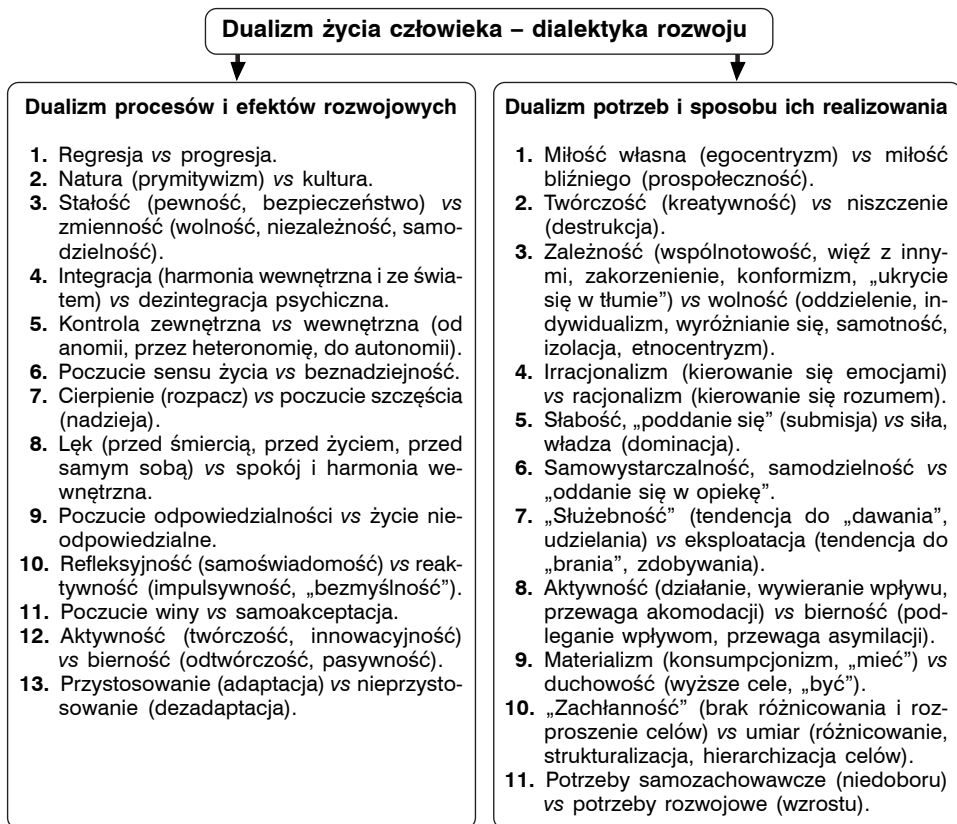 Dualizm życia człowieka – dialektyka rozwoju
Dualizm procesów i efektów rozwojowych
1. Regresja vs progresja.
2. Natura (prymitywizm) vs kultura.
3. Stałość (pewność, bezpieczeństwo) vs
zmienność (wolność, niezależność, samo-
dzielność).
4. Integracja (harmonia wewnętrzna i ze świa-
tem) vs dezintegracja psychiczna.
5. Kontrola zewnętrzna vs wewnętrzna (od
anomii, przez heteronomię, do autonomii).
6. Poczucie sensu życia vs beznadziejność.
7. Cierpienie (rozpacz) vs poczucie szczęścia
(nadzieja).
8. Lęk (przed śmiercią, przed życiem, przed
samym sobą) vs spokój i harmonia we-
wnętrzna.
9. Poczucie odpowiedzialności vs życie nie-
odpowiedzialne.
10. Refleksyjność (samoświadomość) vs reak-
tywność (impulsywność, „bezmyślność”).
11. Poczucie winy vs samoakceptacja.
12. Aktywność (twórczość, innowacyjność)
vs bierność (odtwórczość, pasywność).
13. Przystosowanie (adaptacja) vs nieprzysto-
sowanie (dezadaptacja).
Dualizm potrzeb i sposobu ich realizowania
1. Miłość własna (egocentryzm) vs miłość
bliźniego (prospołeczność).
2. Twórczość (kreatywność) vs niszczenie
(destrukcja).
3. Zależność (wspólnotowość, więź z inny-
mi, zakorzenienie, konformizm, „ukrycie
się w tłumie”) vs wolność (oddzielenie, in-
dywidualizm, wyróżnianie się, samotność,
izolacja, etnocentryzm).
4. Irracjonalizm (kierowanie się emocjami)
vs racjonalizm (kierowanie się rozumem).
5. Słabość, „poddanie się” (submisja) vs siła,
władza (dominacja).
6. Samowystarczalność, samodzielność vs
„oddanie się w opiekę”.
7. „Służebność” (tendencja do „dawania”,
udzielania) vs eksploatacja (tendencja do
„brania”, zdobywania).
8. Aktywność (działanie, wywieranie wpływu,
przewaga akomodacji) vs bierność (pod-
leganie wpływom, przewaga asymilacji).
9. Materializm (konsumpcjonizm, „mieć”) vs
duchowość (wyższe cele, „być”).
10. „Zachłanność” (brak różnicowania i roz-
proszenie celów) vs umiar (różnicowanie,
strukturalizacja, hierarchizacja celów).
11. Potrzeby samozachowawcze (niedoboru)
vs potrzeby rozwojowe (wzrostu).